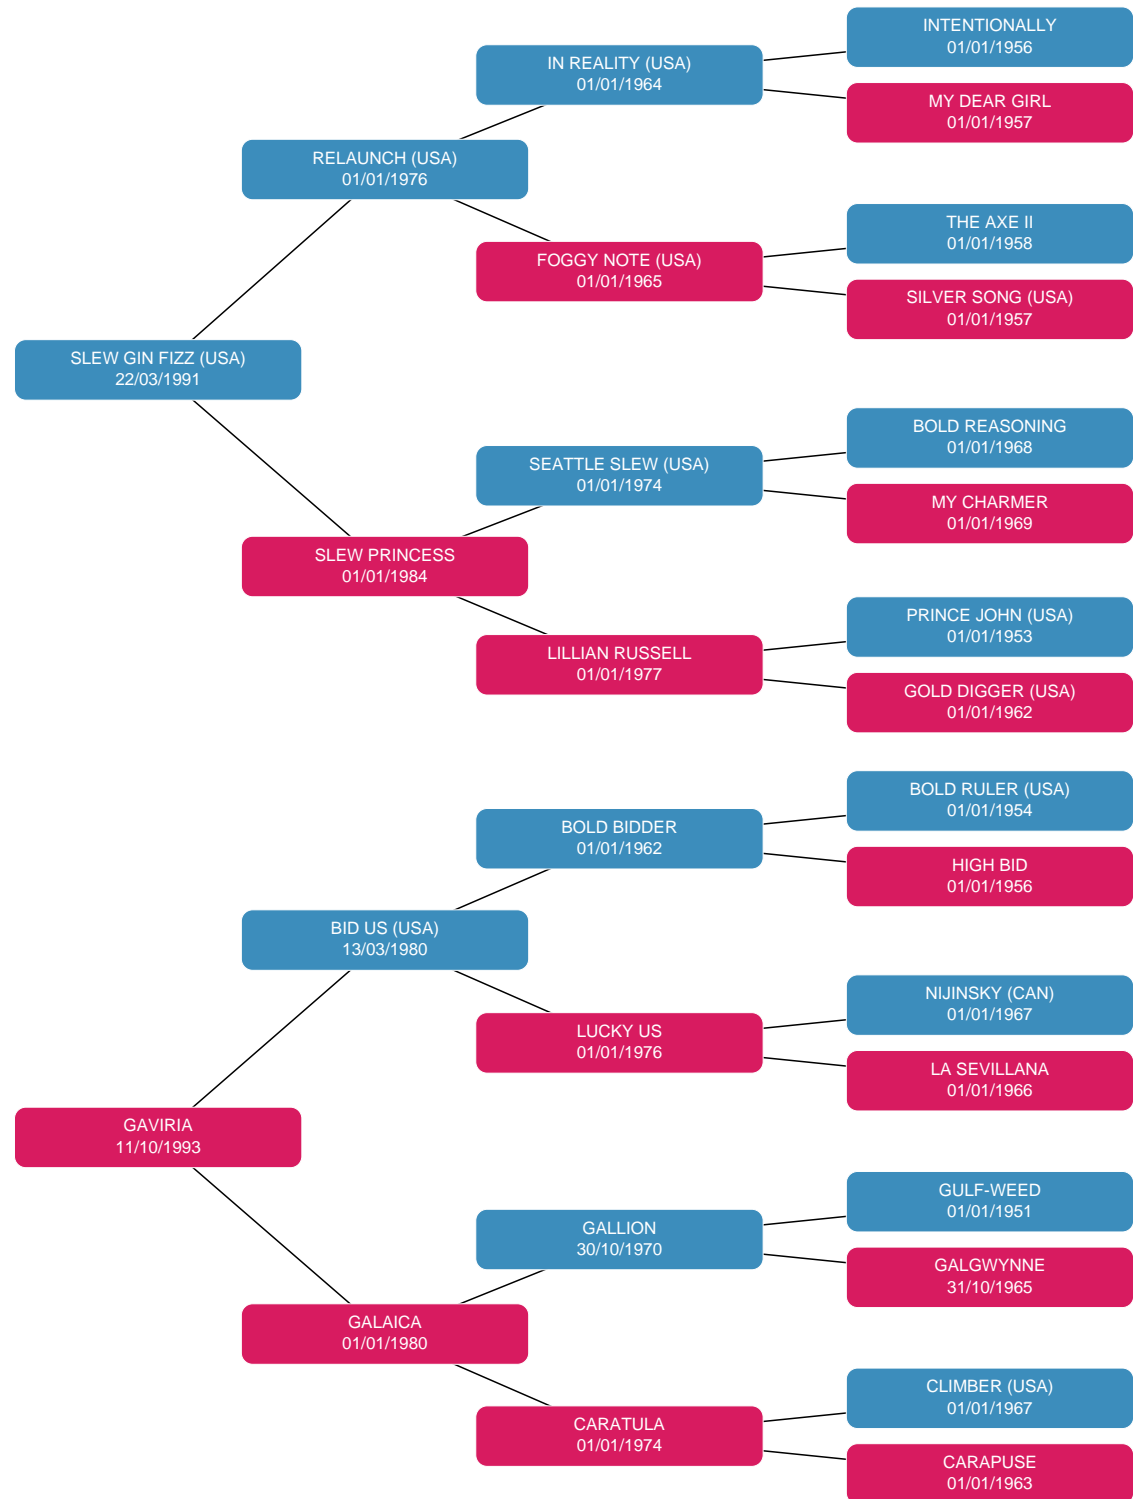 INTENTIONALLY
01/01/1956
IN REALITY (USA)
01/01/1964
MY DEAR GIRL
01/01/1957
RELAUNCH (USA)
01/01/1976
THE AXE II
01/01/1958
FOGGY NOTE (USA)
01/01/1965
SILVER SONG (USA)
01/01/1957
SLEW GIN FIZZ (USA)
22/03/1991
BOLD REASONING
01/01/1968
SEATTLE SLEW (USA)
01/01/1974
MY CHARMER
01/01/1969
SLEW PRINCESS
01/01/1984
PRINCE JOHN (USA)
01/01/1953
LILLIAN RUSSELL
01/01/1977
GOLD DIGGER (USA)
01/01/1962
BOLD RULER (USA)
01/01/1954
BOLD BIDDER
01/01/1962
HIGH BID
01/01/1956
BID US (USA)
13/03/1980
NIJINSKY (CAN)
01/01/1967
LUCKY US
01/01/1976
LA SEVILLANA
01/01/1966
GAVIRIA
11/10/1993
GULF-WEED
01/01/1951
GALLION
30/10/1970
GALGWYNNE
31/10/1965
GALAICA
01/01/1980
CLIMBER (USA)
01/01/1967
CARATULA
01/01/1974
CARAPUSE
01/01/1963